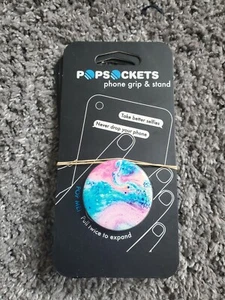 POPSOCKETS
phone grip & stand
Take better selfies
Never drop your phone
Pull twice to expand